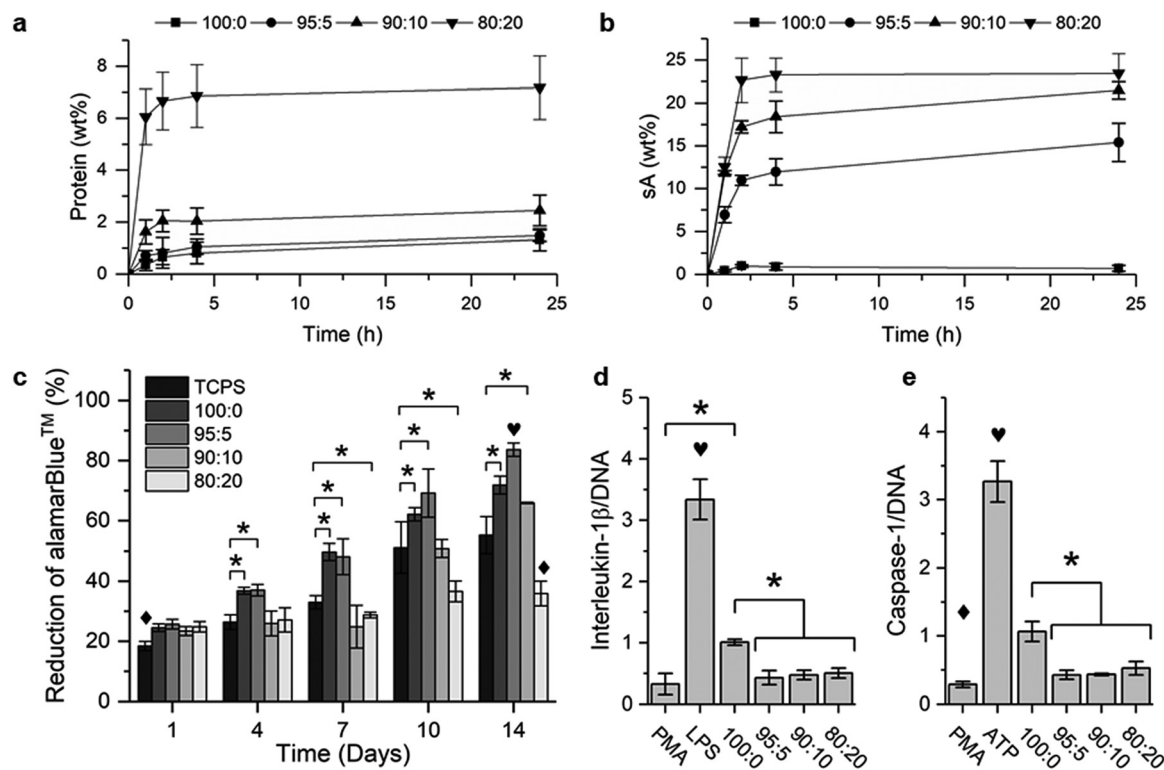 a
100:0 95:5 90:10 80:20
Protein (wt%)
8
6
4
2
0
0 5 10 15 20 25
Time (h)
b
100:0 95:5 90:10 80:20
sA (wt%)
25
20
15
10
5
0
0 5 10 15 20 25
Time (h)
c
Reduction of alamarBlue™ (%)
100
80
60
40
20
0
TCPS
100:0
95:5
90:10
80:20
* * * * * * * * * *
♦ ♥ ♦
1 4 7 10 14
Time (Days)
d
Interleukin-1β/DNA
5
4
3
2
1
0
*
♥
*
PMA LPS 100:0 95:5 90:10 80:20
e
Caspase-1/DNA
4
3
2
1
0
♥
*
♦
PMA ATP 100:0 95:5 90:10 80:20